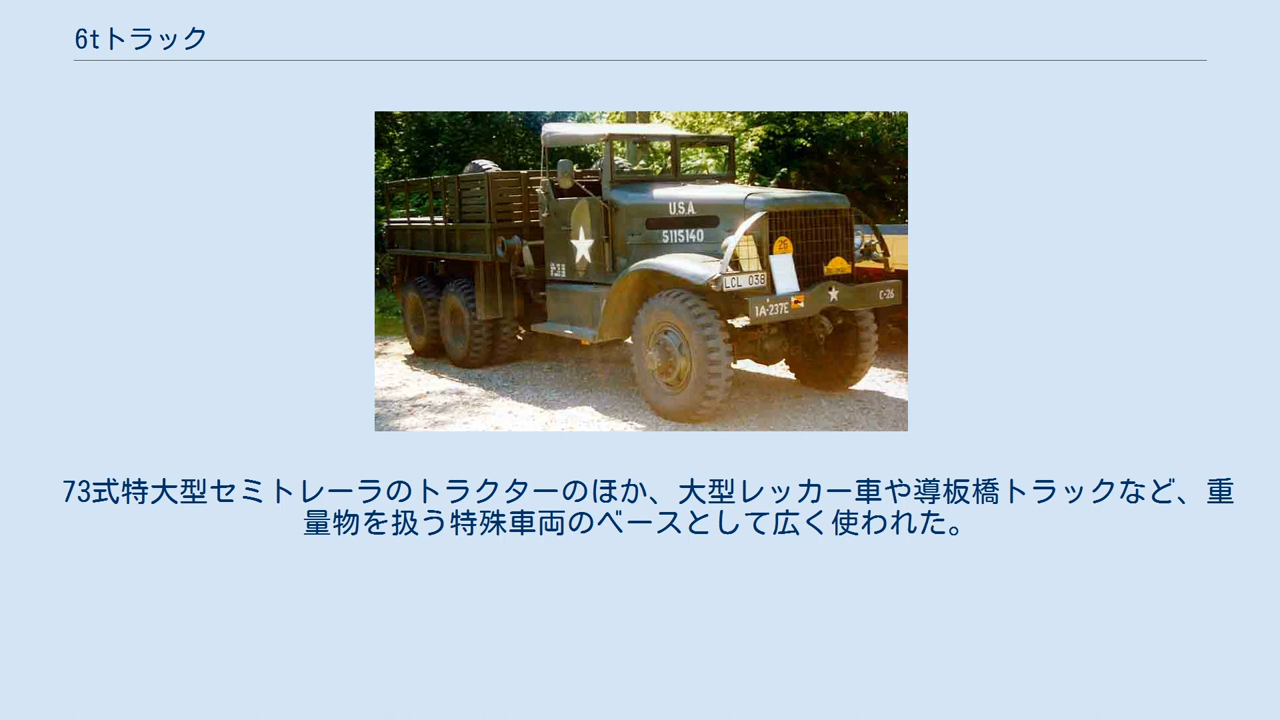 6tトラック
U.S.A.
5115140
26
LCL 038
1A-237E
C-26
73式特大型セミトレーラのトラクターのほか、大型レッカー車や導板橋トラックなど、重
量物を扱う特殊車両のベースとして広く使われた。